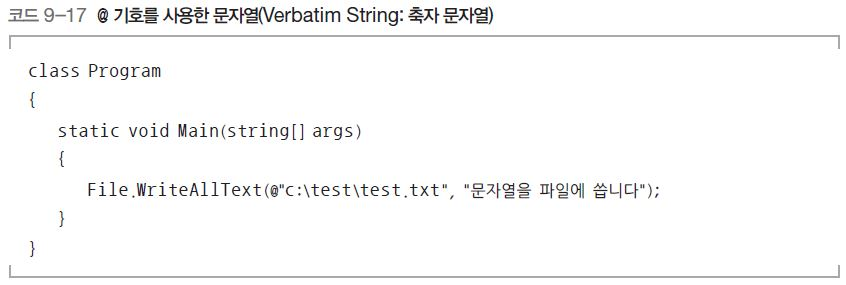 코드 9–17 @ 기호를 사용한 문자열(Verbatim String: 축자 문자열)
class Program
{
static void Main(string[] args)
{
File.WriteAllText(@"c:\test\test.txt", "문자열을 파일에 씁니다");
}
}